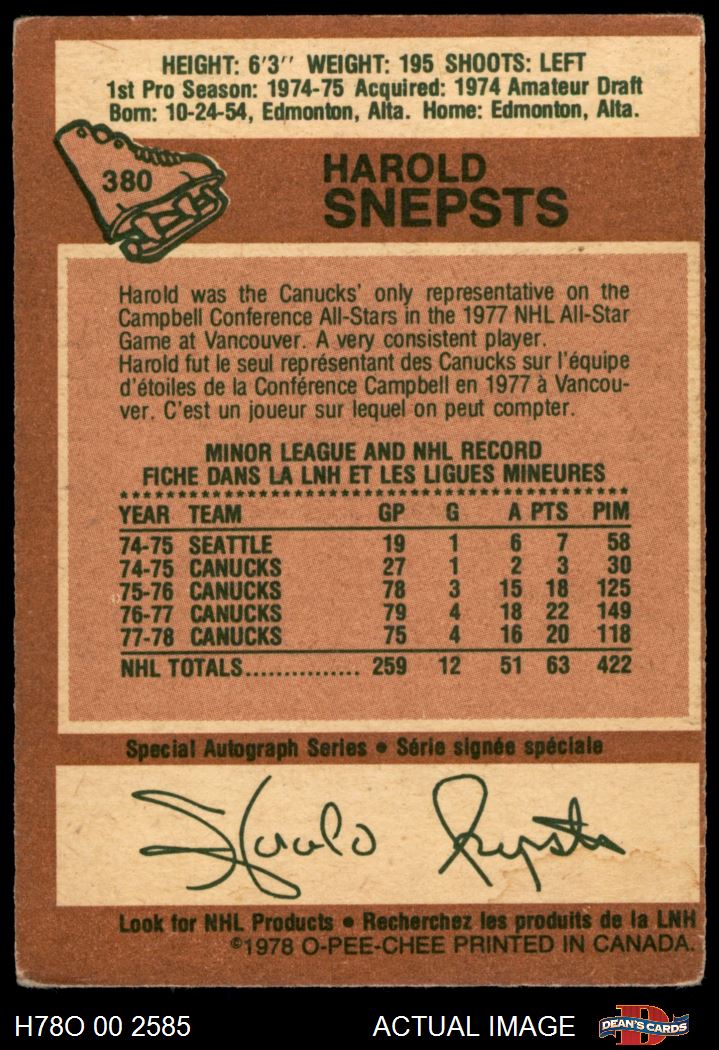 HEIGHT: 6'3'' WEIGHT: 195 SHOOTS: LEFT
1st Pro Season: 1974-75 Acquired: 1974 Amateur Draft
Born: 10-24-54, Edmonton, Alta. Home: Edmonton, Alta.
380
HAROLD
SNEPSTS
Harold was the Canucks' only representative on the
Campbell Conference All-Stars in the 1977 NHL All-Star
Game at Vancouver. A very consistent player.
Harold fut le seul représentant des Canucks sur l'équipe
d'étoiles de la Conférence Campbell en 1977 à Vancou-
ver. C'est un joueur sur lequel on peut compter.
MINOR LEAGUE AND NHL RECORD
FICHE DANS LA LNH ET LES LIGUES MINEURES
YEAR TEAM GP G A PTS PIM
74-75 SEATTLE 19 1 6 7 58
74-75 CANUCKS 27 1 2 3 30
75-76 CANUCKS 78 3 15 18 125
76-77 CANUCKS 79 4 18 22 149
77-78 CANUCKS 75 4 16 20 118
NHL TOTALS............... 259 12 51 63 422
Special Autograph Series • Série signée spéciale
Harold Snepsts
Look for NHL Products • Recherchez les produits de la LNH
©1978 O-PEE-CHEE PRINTED IN CANADA.
H78O 00 2585 ACTUAL IMAGE DEAN'S CARDS